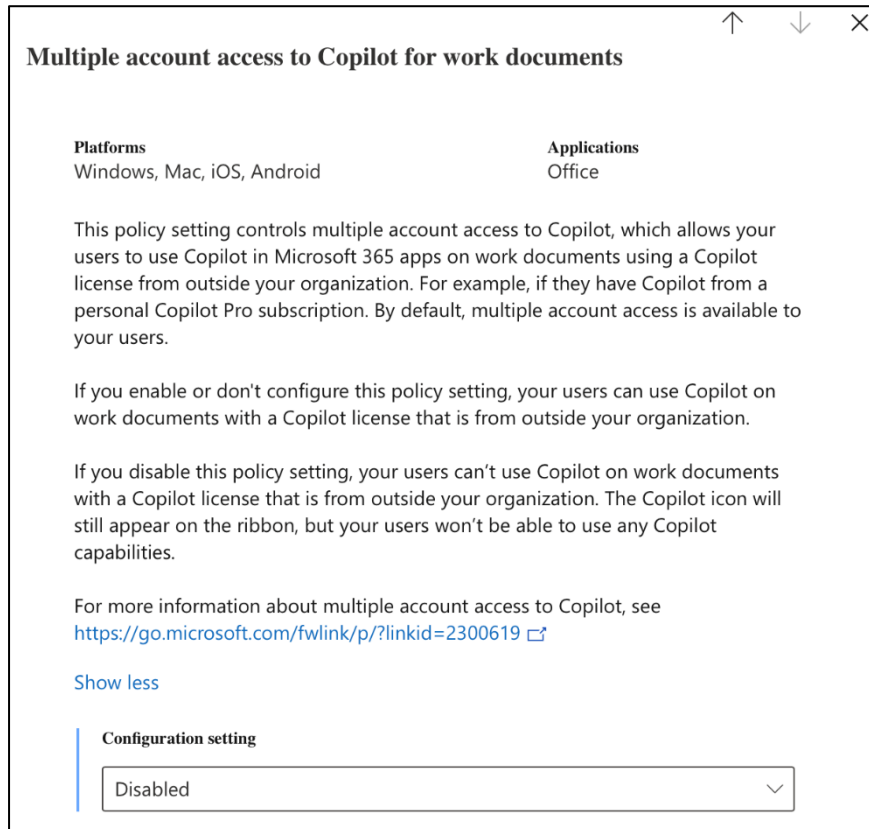 Multiple account access to Copilot for work documents
Platforms
Applications
Windows, Mac, iOS, Android
Office
This policy setting controls multiple account access to Copilot, which allows your
users to use Copilot in Microsoft 365 apps on work documents using a Copilot
license from outside your organization. For example, if they have Copilot from a
personal Copilot Pro subscription. By default, multiple account access is available to
your users.
If you enable or don't configure this policy setting, your users can use Copilot on
work documents with a Copilot license that is from outside your organization.
If you disable this policy setting, your users can’t use Copilot on work documents
with a Copilot license that is from outside your organization. The Copilot icon will
still appear on the ribbon, but your users won’t be able to use any Copilot
capabilities.
For more information about multiple account access to Copilot, see
https://go.microsoft.com/fwlink/p/?linkid=2300619
Show less
Configuration setting
Disabled